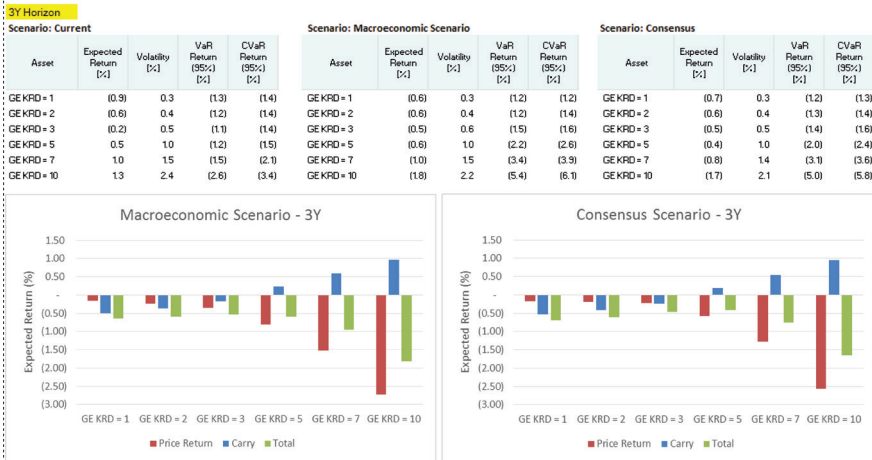 3Y Horizon
Scenario: Current
Asset Expected Return [%] Volatility [%] VaR Return (95%) [%] CVaR Return (95%) [%]
GE KRD = 1 (0.9) 0.3 (1.3) (1.4)
GE KRD = 2 (0.6) 0.4 (1.2) (1.4)
GE KRD = 3 (0.2) 0.5 (1.1) (1.4)
GE KRD = 5 0.5 1.0 (1.2) (1.5)
GE KRD = 7 1.0 1.5 (1.5) (2.1)
GE KRD = 10 1.3 2.4 (2.6) (3.4)
Scenario: Macroeconomic Scenario
Asset Expected Return [%] Volatility [%] VaR Return (95%) [%] CVaR Return (95%) [%]
GE KRD = 1 (0.6) 0.3 (1.2) (1.2)
GE KRD = 2 (0.6) 0.4 (1.2) (1.4)
GE KRD = 3 (0.5) 0.6 (1.5) (1.6)
GE KRD = 5 (0.6) 1.0 (2.2) (2.6)
GE KRD = 7 (1.0) 1.5 (3.4) (3.9)
GE KRD = 10 (1.8) 2.2 (5.4) (6.1)
Scenario: Consensus
Asset Expected Return [%] Volatility [%] VaR Return (95%) [%] CVaR Return (95%) [%]
GE KRD = 1 (0.7) 0.3 (1.2) (1.3)
GE KRD = 2 (0.6) 0.4 (1.3) (1.4)
GE KRD = 3 (0.5) 0.5 (1.4) (1.6)
GE KRD = 5 (0.4) 1.0 (2.0) (2.4)
GE KRD = 7 (0.8) 1.4 (3.1) (3.6)
GE KRD = 10 (1.7) 2.1 (5.0) (5.8)
Macroeconomic Scenario - 3Y
Expected Return (%)
1.50
1.00
0.50
-
(0.50)
(1.00)
(1.50)
(2.00)
(2.50)
(3.00)
GE KRD = 1 GE KRD = 2 GE KRD = 3 GE KRD = 5 GE KRD = 7 GE KRD = 10
Price Return Carry Total
Consensus Scenario - 3Y
Expected Return (%)
1.50
1.00
0.50
-
(0.50)
(1.00)
(1.50)
(2.00)
(2.50)
(3.00)
GE KRD = 1 GE KRD = 2 GE KRD = 3 GE KRD = 5 GE KRD = 7 GE KRD = 10
Price Return Carry Total